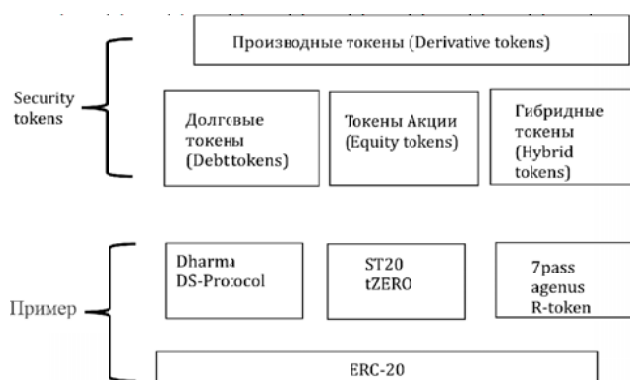 Производные токены (Derivative tokens)
Security
tokens
Долговые
токены
(Debttokens)
Токены Акции
(Equity tokens)
Гибридные
токены
(Hybrid
tokens)
Пример
Dharma
DS-Protocol
ST20
tZERO
7pass
agenus
R-token
ERC-20